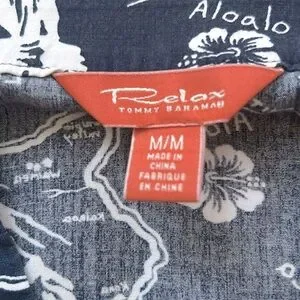 Aloalo
Relax
TOMMY BAHAMA
M/M
MADE IN
CHINA
FABRIQUE
EN CHINE